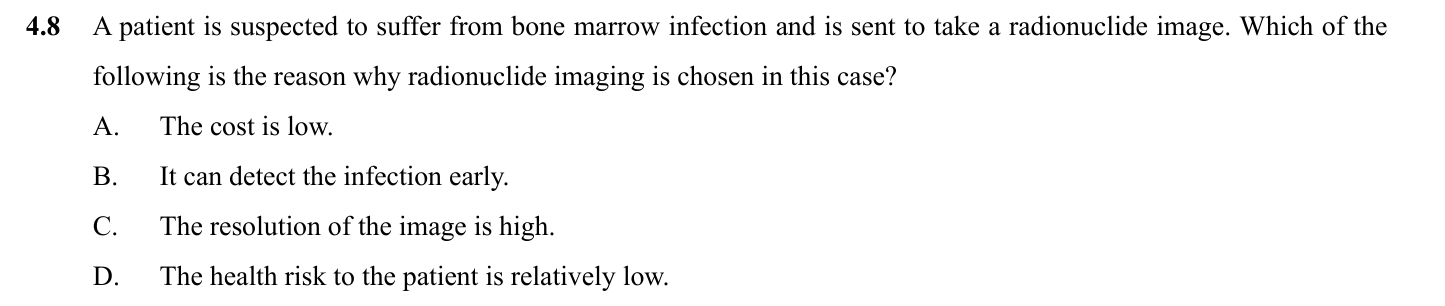 4.8 A patient is suspected to suffer from bone marrow infection and is sent to take a radionuclide image. Which of the
following is the reason why radionuclide imaging is chosen in this case?
A. The cost is low.
B. It can detect the infection early.
C. The resolution of the image is high.
D. The health risk to the patient is relatively low.